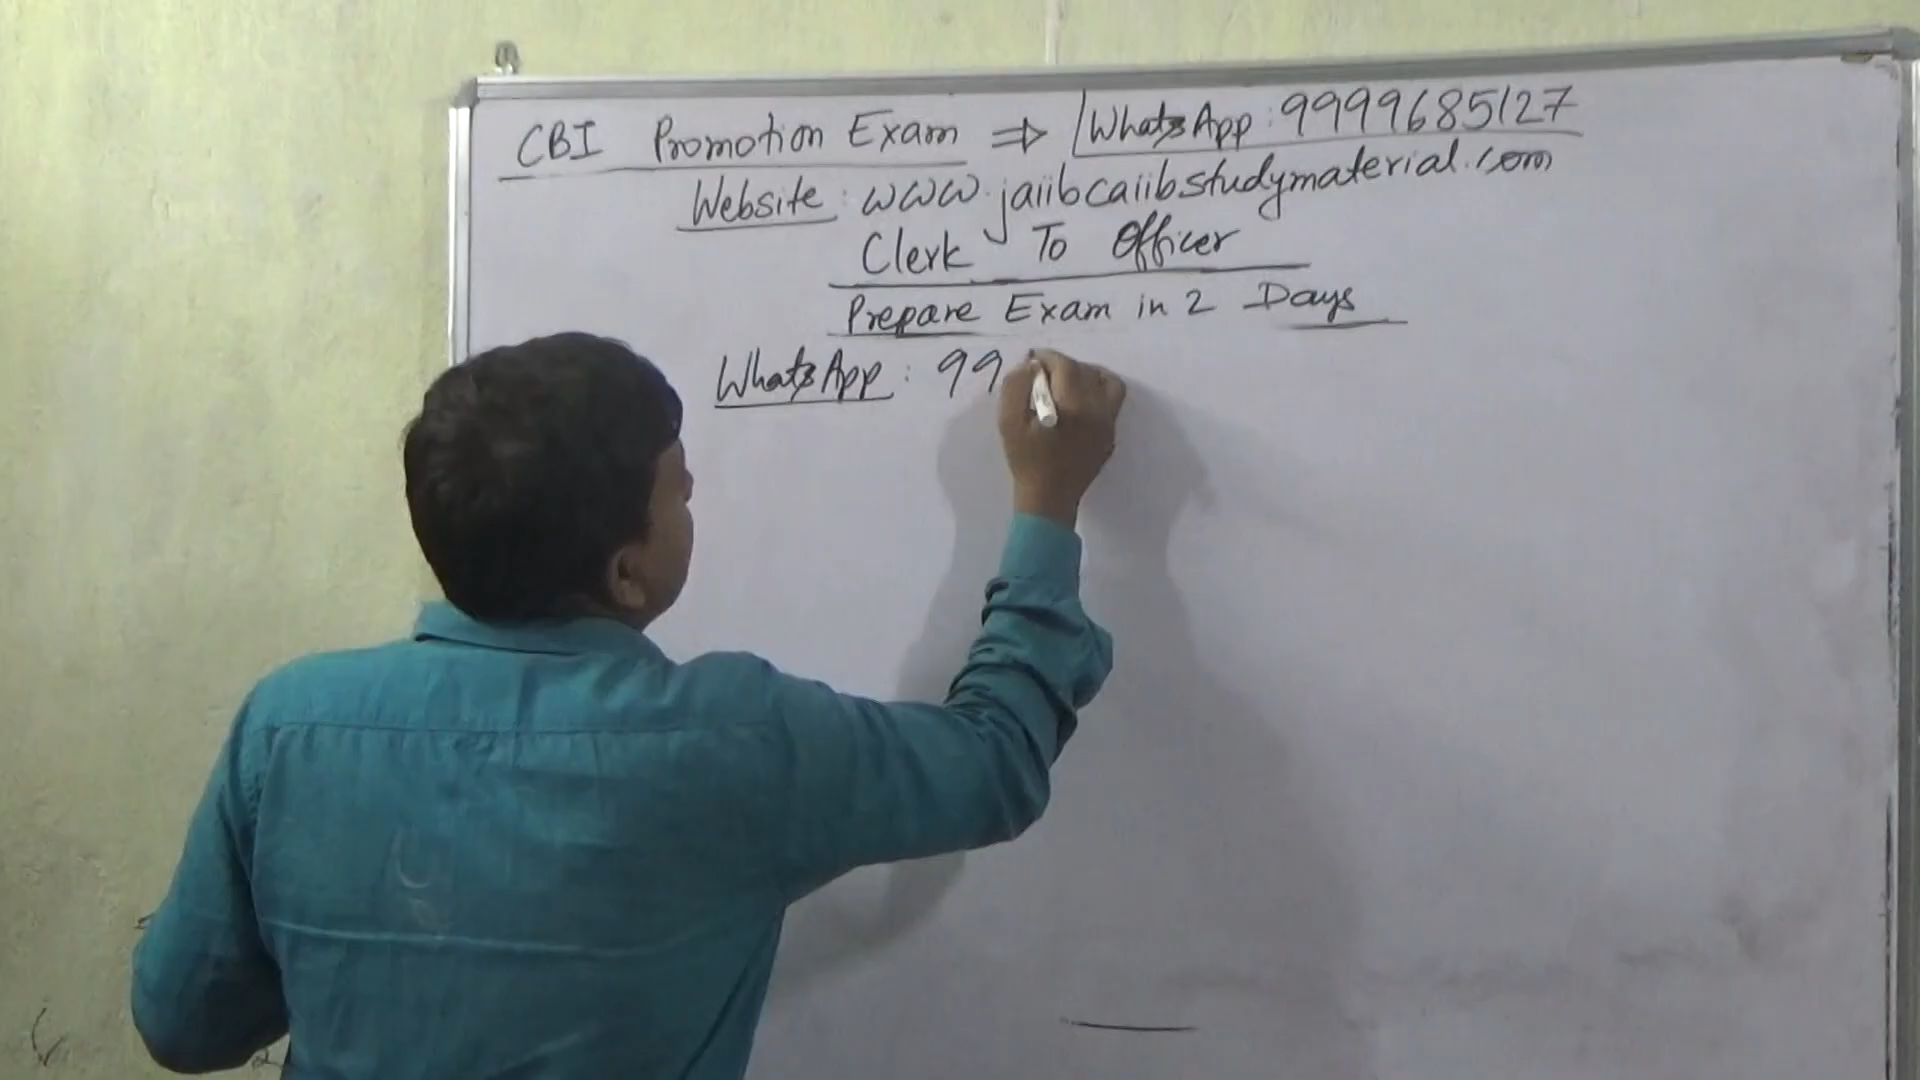 CBI Promotion Exam ⇒ WhatsApp : 9999685127
Website : www.jaiibcaiibstudymaterial.com
Clerk To Officer
Prepare Exam in 2 Days
WhatsApp : 99